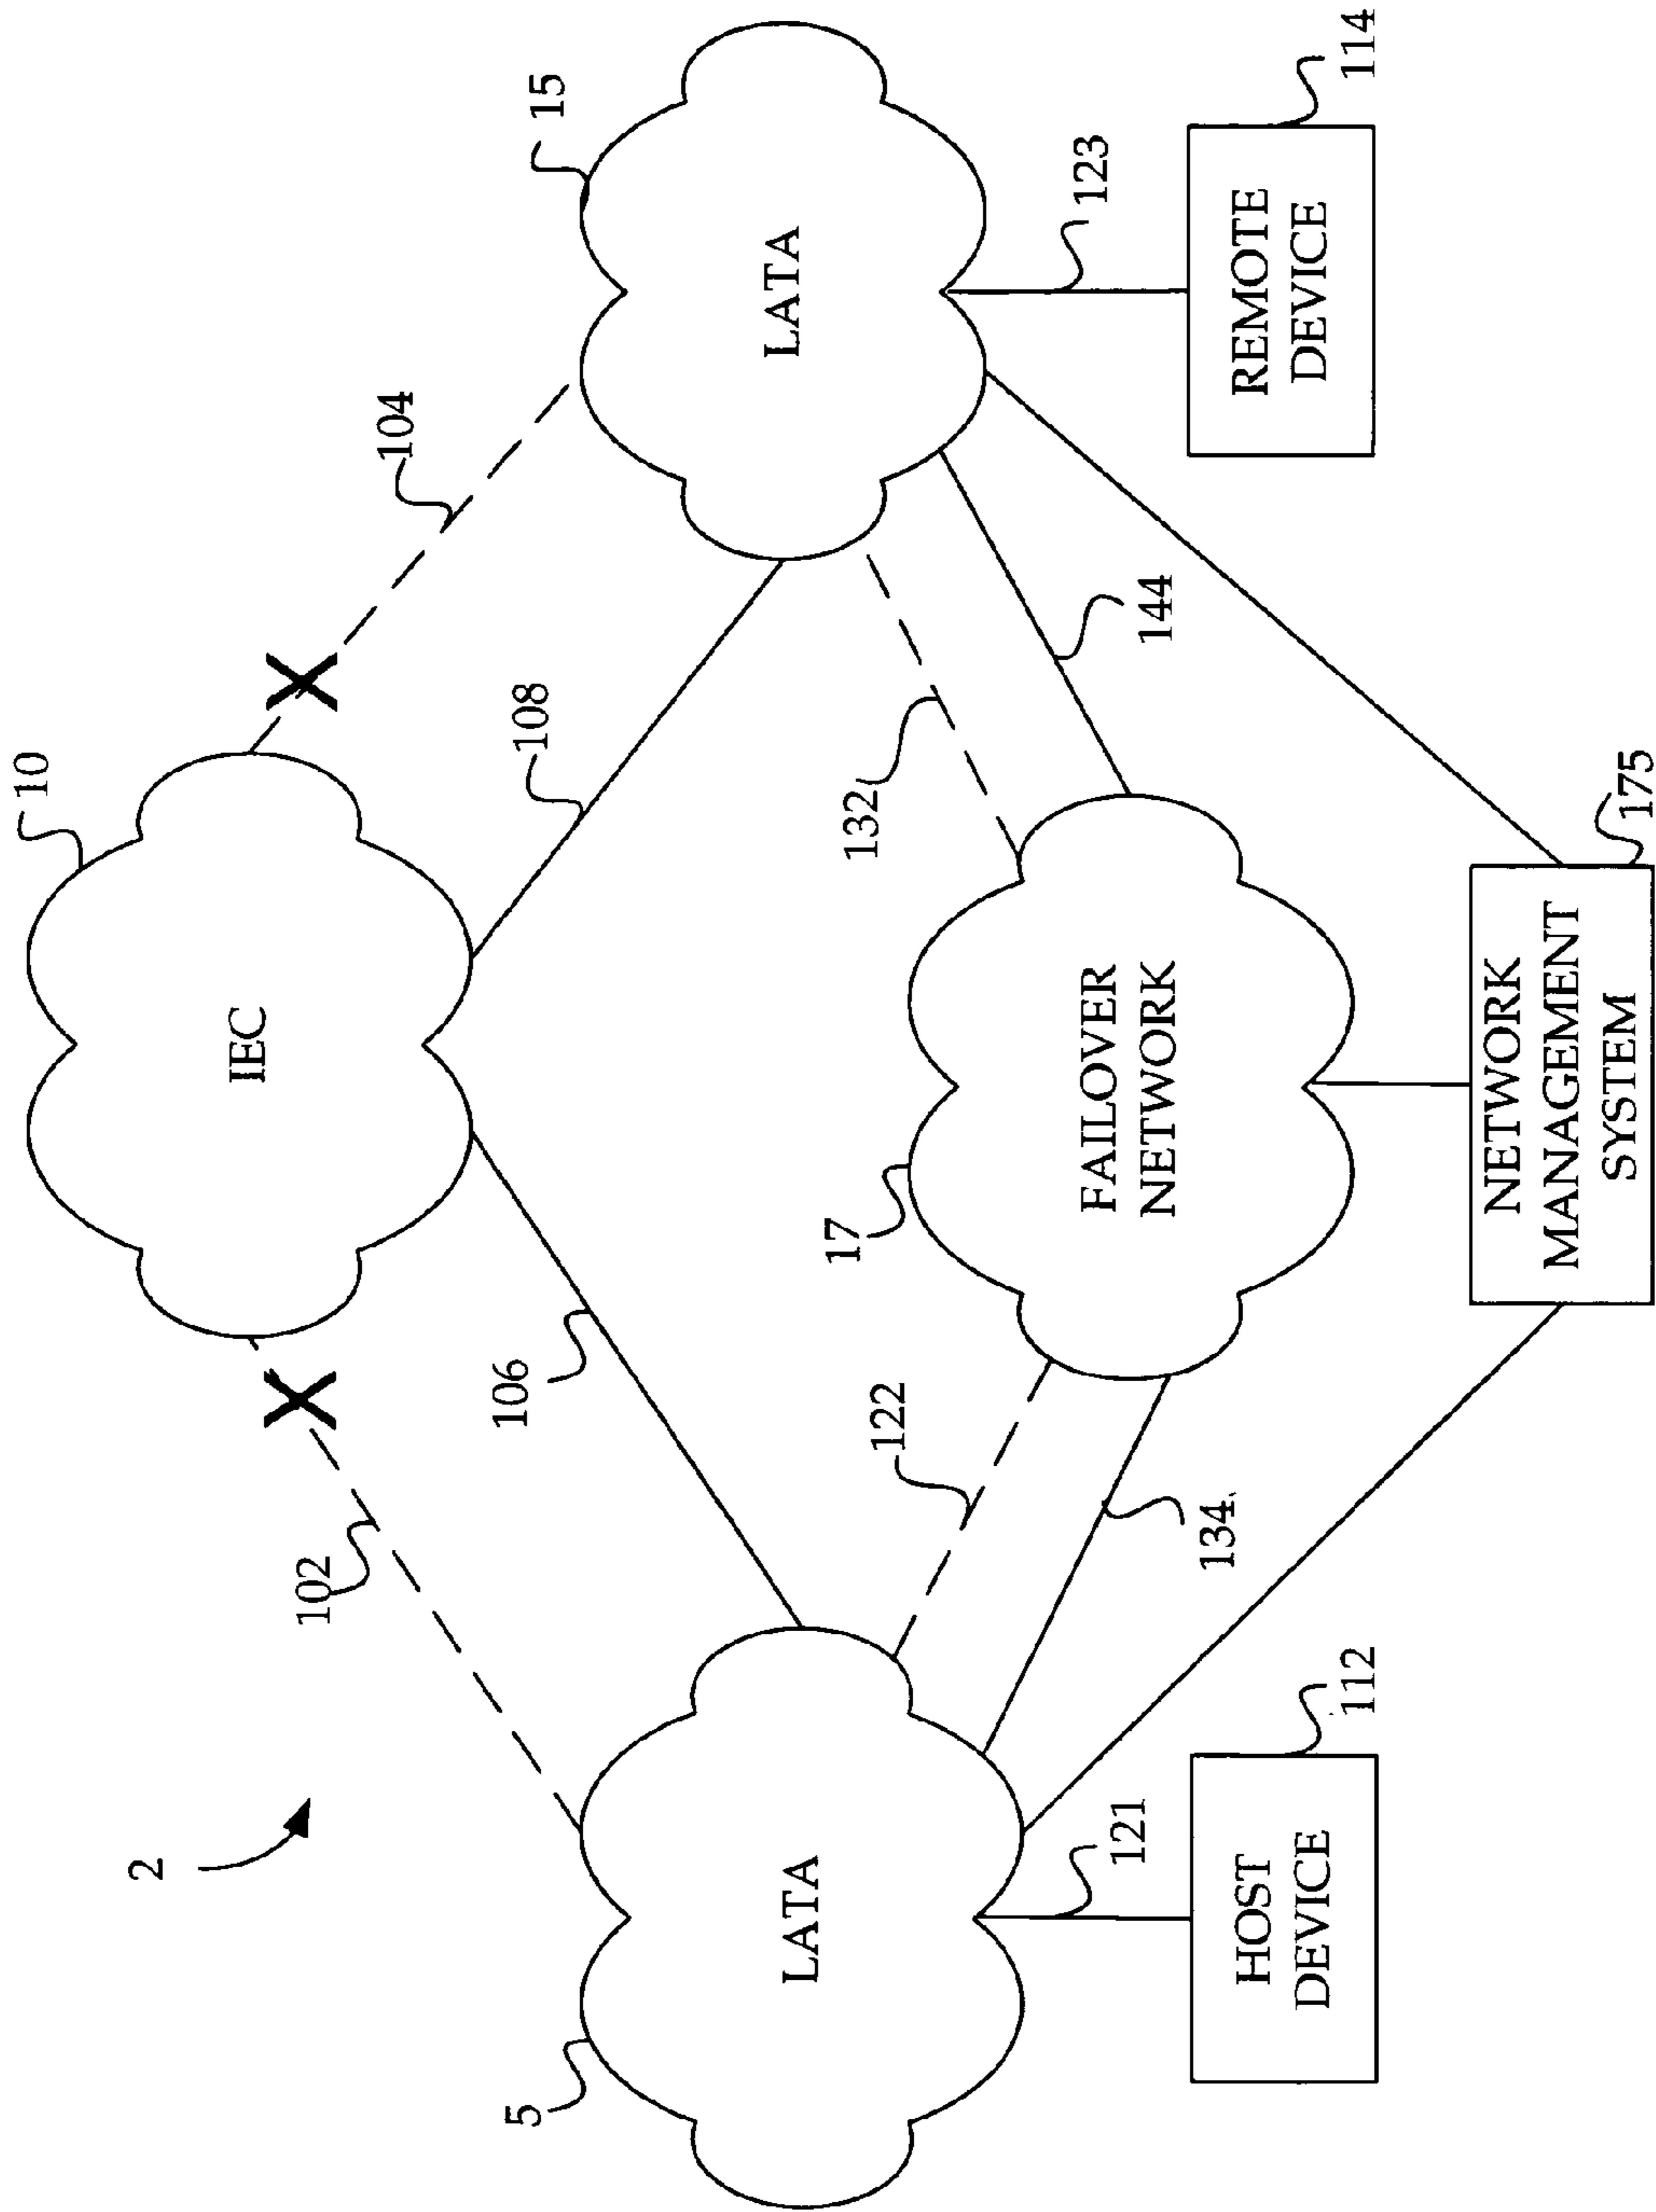 2
10
IEC
102
104
106
108
5
LATA
15
LATA
17
FAILOVER
NETWORK
122
132
134
144
121
123
HOST
DEVICE
112
REMOTE
DEVICE
114
NETWORK
MANAGEMENT
SYSTEM
175